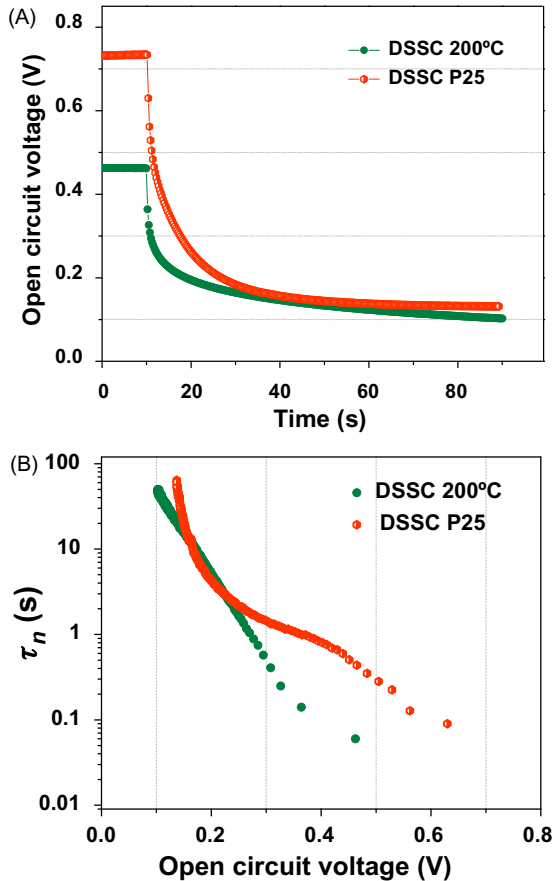 (A)
0.8
0.6
0.4
0.2
0.0
Open circuit voltage (V)
DSSC 200ºC
DSSC P25
0 20 40 60 80
Time (s)
(B)
100
10
1
0.1
0.01
τn (s)
DSSC 200ºC
DSSC P25
0.0 0.2 0.4 0.6 0.8
Open circuit voltage (V)